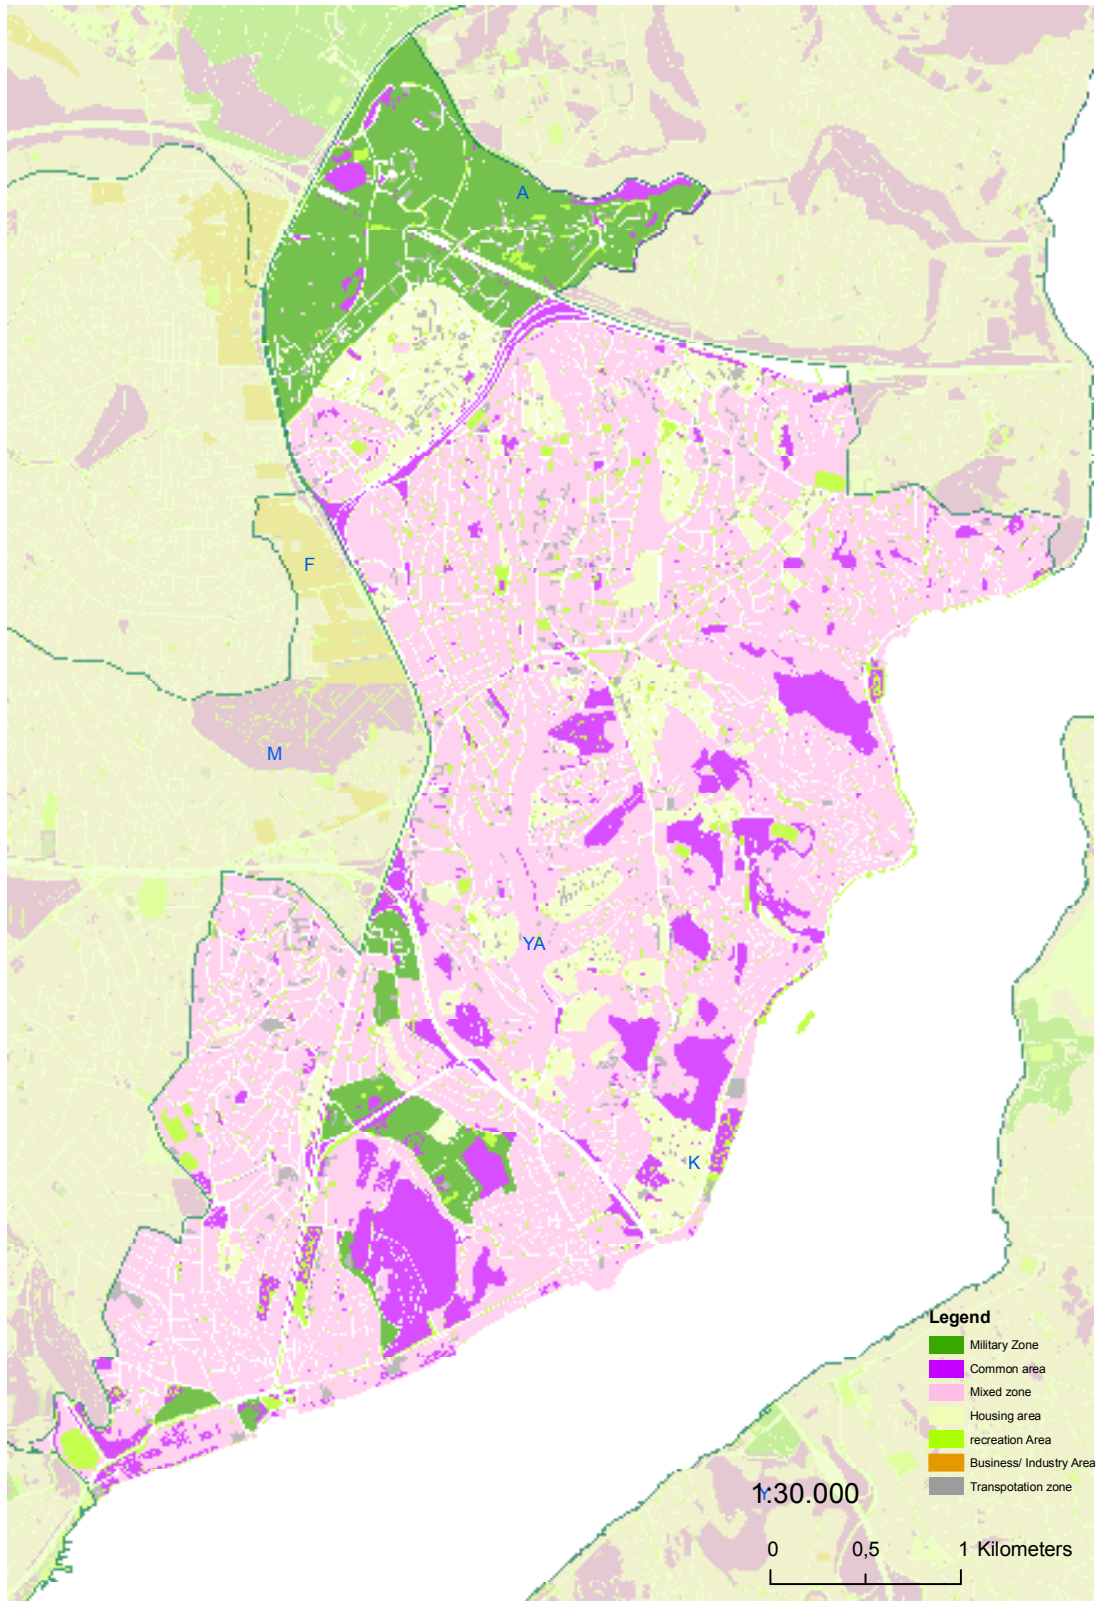 A
F
M
YA
K
Legend
Military Zone
Common area
Mixed zone
Housing area
recreation Area
Business/ Industry Area
Transpotation zone
Y
1:30.000
0 0,5 1 Kilometers